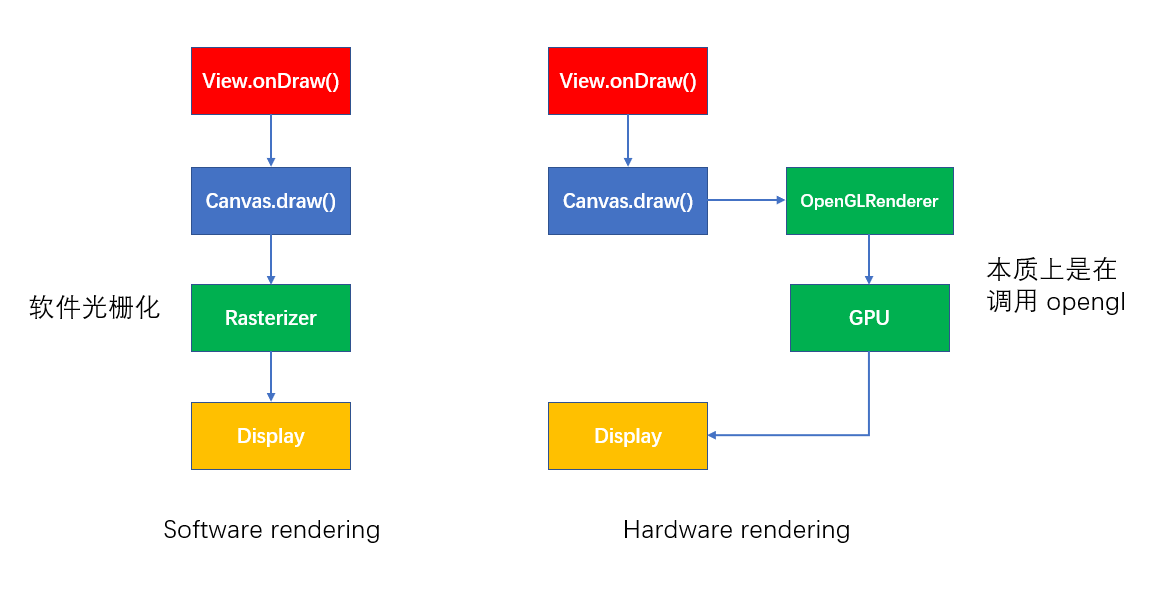 View.onDraw()
Canvas.draw()
软件光栅化
Rasterizer
Display
Software rendering
View.onDraw()
Canvas.draw()
OpenGLRenderer
本质上是在
调用 opengl
GPU
Display
Hardware rendering